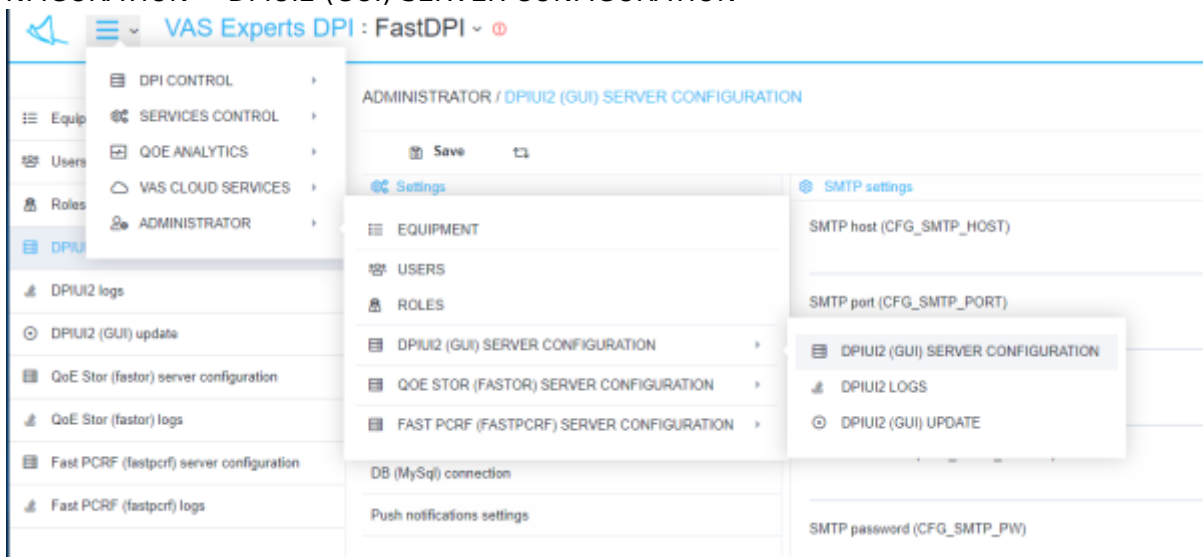 VAS Experts DPI : FastDPI
DPI CONTROL
SERVICES CONTROL
QOE ANALYTICS
VAS CLOUD SERVICES
ADMINISTRATOR
Equip
Users
Roles
DPIUI
DPIUI2 logs
DPIUI2 (GUI) update
QoE Stor (fastor) server configuration
QoE Stor (fastor) logs
Fast PCRF (fastpcrf) server configuration
Fast PCRF (fastpcrf) logs
ADMINISTRATOR / DPIUI2 (GUI) SERVER CONFIGURATION
Save
Settings
EQUIPMENT
USERS
ROLES
DPIUI2 (GUI) SERVER CONFIGURATION
QOE STOR (FASTOR) SERVER CONFIGURATION
FAST PCRF (FASTPCRF) SERVER CONFIGURATION
DB (MySql) connection
Push notifications settings
SMTP settings
SMTP host (CFG_SMTP_HOST)
SMTP port (CFG_SMTP_PORT)
DPIUI2 (GUI) SERVER CONFIGURATION
DPIUI2 LOGS
DPIUI2 (GUI) UPDATE
SMTP password (CFG_SMTP_PW)